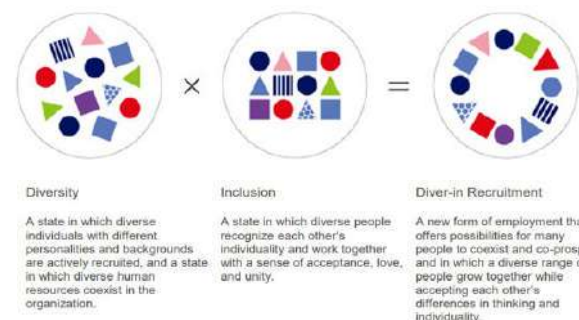 ×
=
Diversity
A state in which diverse
individuals with different
personalities and backgrounds
are actively recruited, and a state
in which diverse human
resources coexist in the
organization.
Inclusion
A state in which diverse people
recognize each other's
individuality and work together
with a sense of acceptance, love,
and unity.
Diver-in Recruitment
A new form of employment
offers possibilities for many
people to coexist and
and in which a diverse range
people grow together while
accepting each other's
differences in thinking and
individuality.